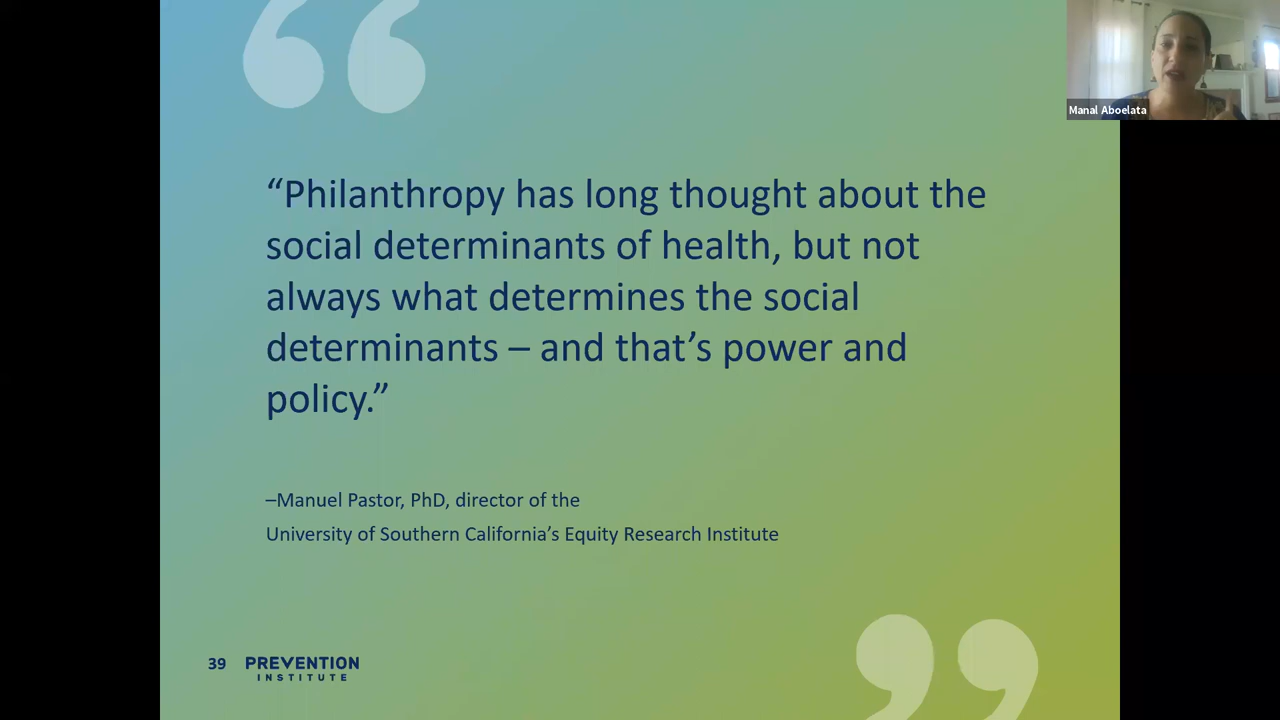 Manal Aboelata
“Philanthropy has long thought about the
social determinants of health, but not
always what determines the social
determinants – and that’s power and
policy.”
–Manuel Pastor, PhD, director of the
University of Southern California’s Equity Research Institute
39 PREVENTION
INSTITUTE